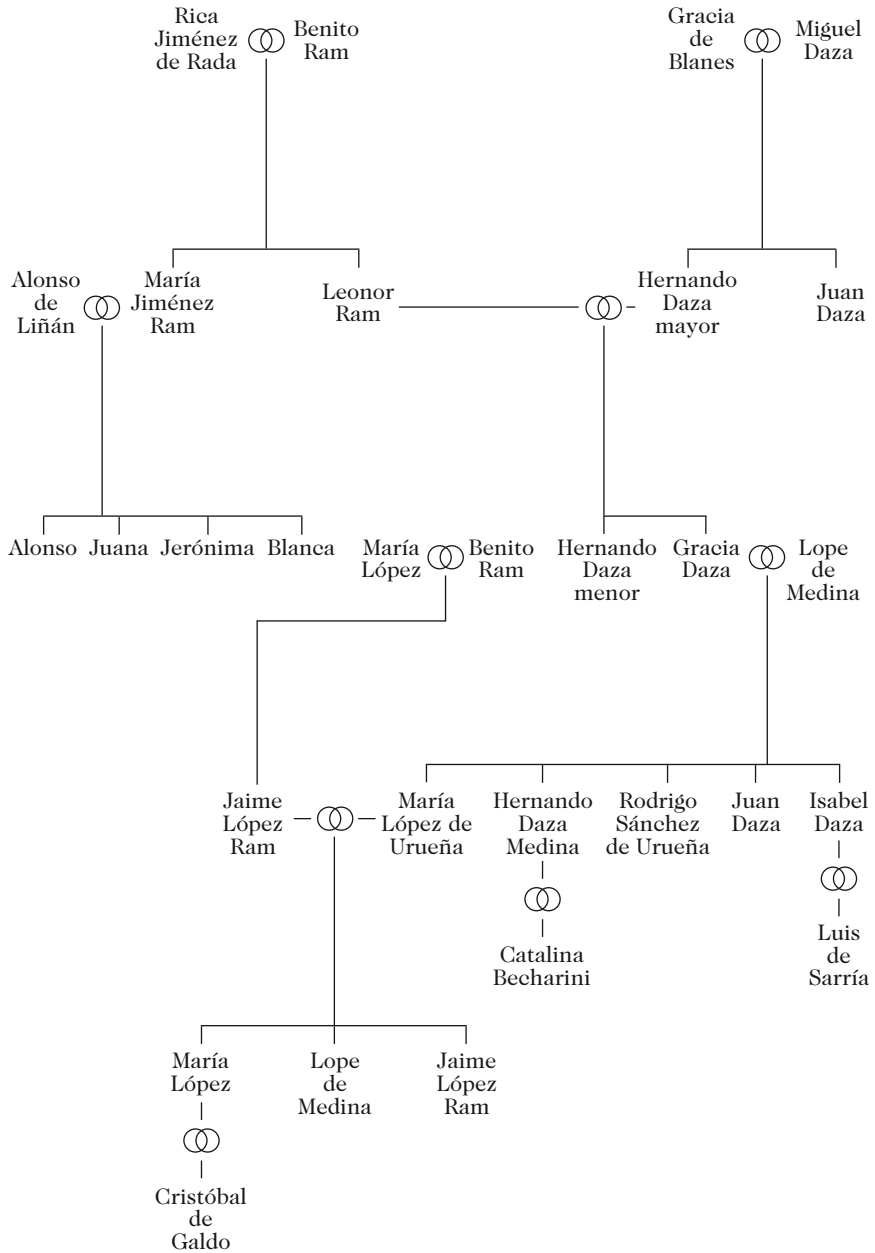 Rica
Jiménez
de Rada
Benito
Ram
Gracia
de
Blanes
Miguel
Daza
Alonso
de
Liñán
María
Jiménez
Ram
Leonor
Ram
Hernando
Daza
mayor
Juan
Daza
Alonso
Juana
Jerónima
Blanca
María
López
Benito
Ram
Hernando
Daza
menor
Gracia
Daza
Lope
de
Medina
Jaime
López
Ram
María
López de
Urueña
Hernando
Daza
Medina
Rodrigo
Sánchez
de Urueña
Juan
Daza
Isabel
Daza
Catalina
Becharini
Luis
de
Sarría
María
López
Lope
de
Medina
Jaime
López
Ram
Cristóbal
de
Galdo